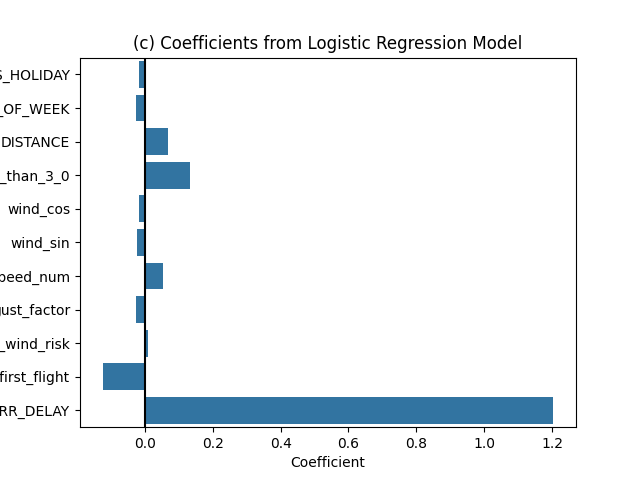 (c) Coefficients from Logistic Regression Model
S_HOLIDAY
_OF_WEEK
DISTANCE
_than_3_0
wind_cos
wind_sin
peed_num
gust_factor
_wind_risk
first_flight
RR_DELAY
0.0 0.2 0.4 0.6 0.8 1.0 1.2
Coefficient